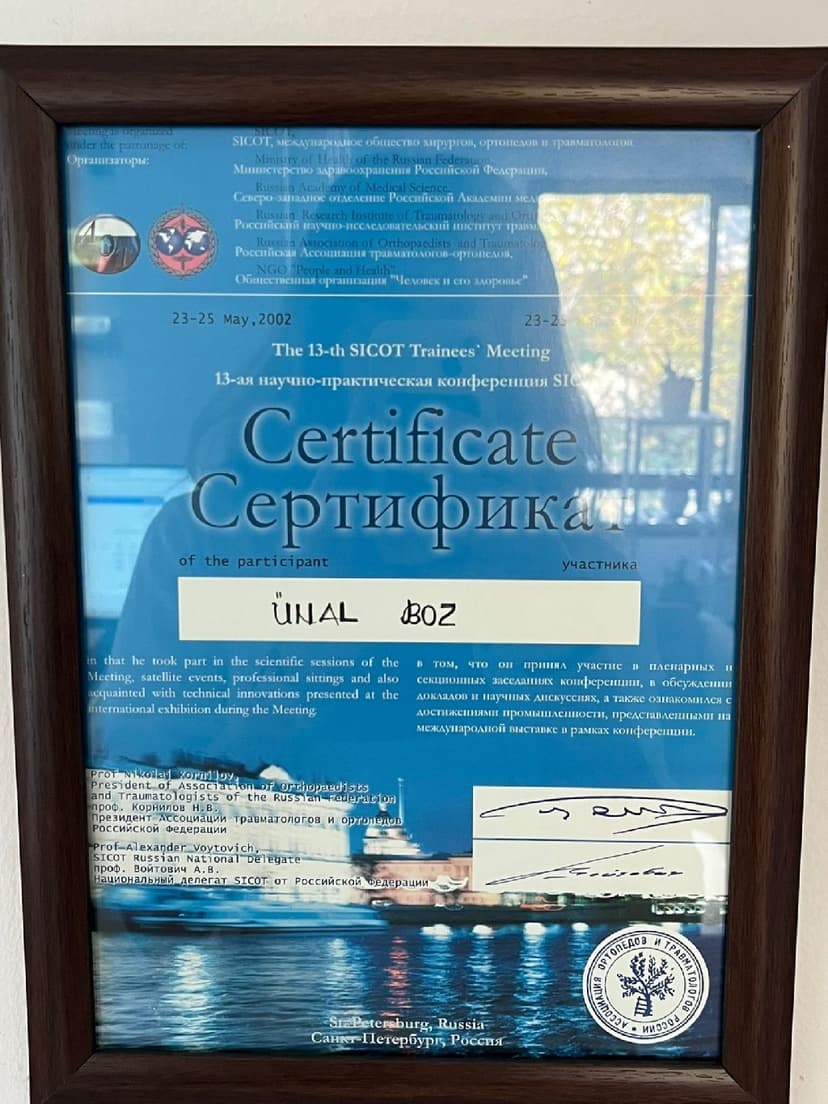 Meeting is organized
under the patronage of:
Организаторы:
SICOT,
SICOT, международное общество хирургов, ортопедов и травматологов
Ministry of Health of the Russian Federation,
Министерство здравоохранения Российской Федерации,
Russian Academy of Medical Science,
Северо-западное отделение Российской Академии
Russian Research Institute of Traumatology and
Российский научно-исследовательский институт
Russian Association of Orthopaedists and
Российская Ассоциация травматологов-ортопедов,
NGO "People and Health"
Общественная организация "Человек и его здоровье"
23-25 May, 2002
The 13-th SICOT Trainees` Meeting
13-ая научно-практическая конференция
Certificate
Сертификат
of the participant
участника
ÜNAL BOZ
in that he took part in the scientific sessions of the
Meeting, satellite events, professional sittings and also
acquainted with technical innovations presented at the
international exhibition during the Meeting.
в том, что он принял участие в пленарных и
секционных заседаниях конференции, в обсуждении
докладов и научных дискуссиях, а также ознакомился с
достижениями промышленности, представленными на
международной выставке в рамках конференции.
Prof Nikolaj Kornilov,
President of Association of Orthopaedists
and Traumatologists of the Russian Federation
проф. Корнилов Н.В.
Президент Ассоциации травматологов и ортопедов
Российской Федерации
Prof Alexander Voytovich,
SICOT Russian National Delegate
проф. Войтович А.В.
Национальный делегат SICOT от Российской Федерации
АССОЦИАЦИЯ ОРТОПЕДОВ И ТРАВМАТОЛОГОВ РОССИИ
St. Petersburg, Russia
Санкт-Петербург, Россия